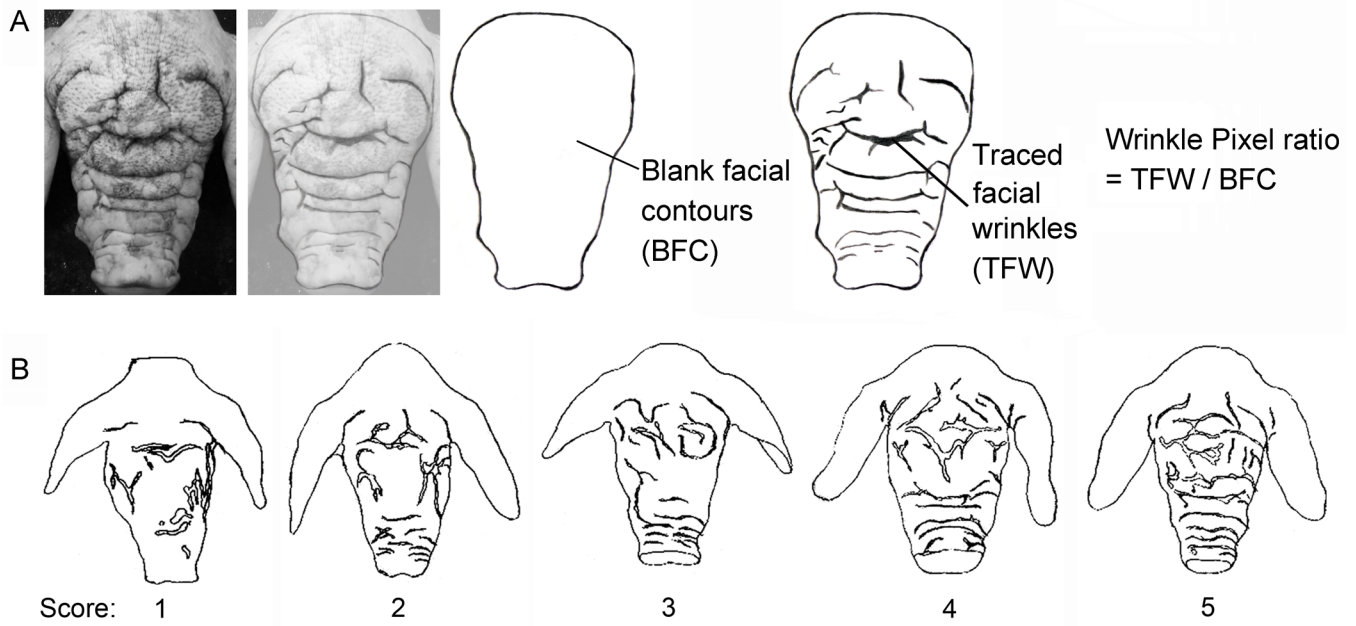 A
Blank facial
contours
(BFC)
Traced
facial
wrinkles
(TFW)
Wrinkle Pixel ratio
= TFW / BFC
B
Score: 1 2 3 4 5